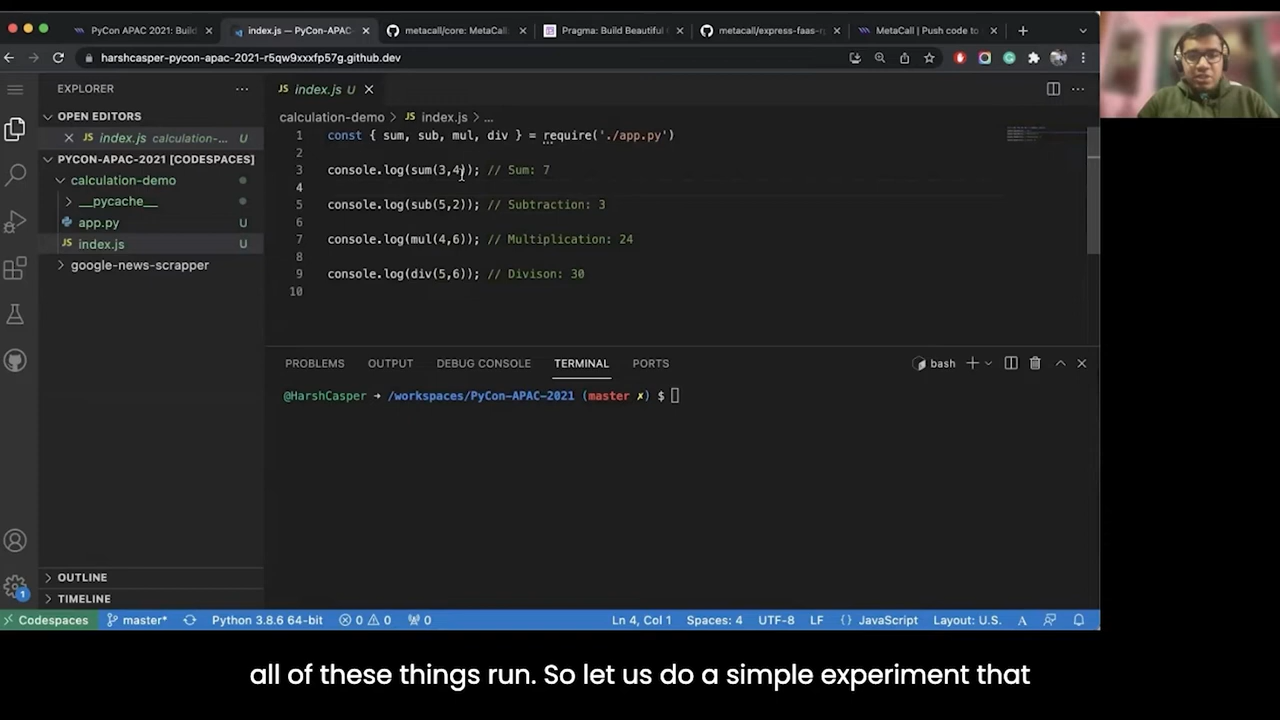 PyCon APAC 2021: Buil
index.js — PyCon-APAC-
metacall/core: MetaCall
Pragma: Build Beautiful
metacall/express-faas-r
MetaCall | Push code to
harshcasper-pycon-apac-2021-r5qw9xxxfp57g.github.dev
EXPLORER
index.js U
OPEN EDITORS
index.js calculation-... U
PYCON-APAC-2021 [CODESPACES]
calculation-demo
__pycache__
app.py U
index.js U
google-news-scrapper
OUTLINE
TIMELINE
calculation-demo > index.js > ...
1 const { sum, sub, mul, div } = require('./app.py')
2
3 console.log(sum(3,4)); // Sum: 7
4
5 console.log(sub(5,2)); // Subtraction: 3
6
7 console.log(mul(4,6)); // Multiplication: 24
8
9 console.log(div(5,6)); // Divison: 30
10
PROBLEMS OUTPUT DEBUG CONSOLE TERMINAL PORTS
bash
@HarshCasper → /workspaces/PyCon-APAC-2021 (master ✗) $
1
Codespaces master* Python 3.8.6 64-bit 0 0 0 Ln 4, Col 1 Spaces: 4 UTF-8 LF {} JavaScript Layout: U.S.
all of these things run. So let us do a simple experiment that